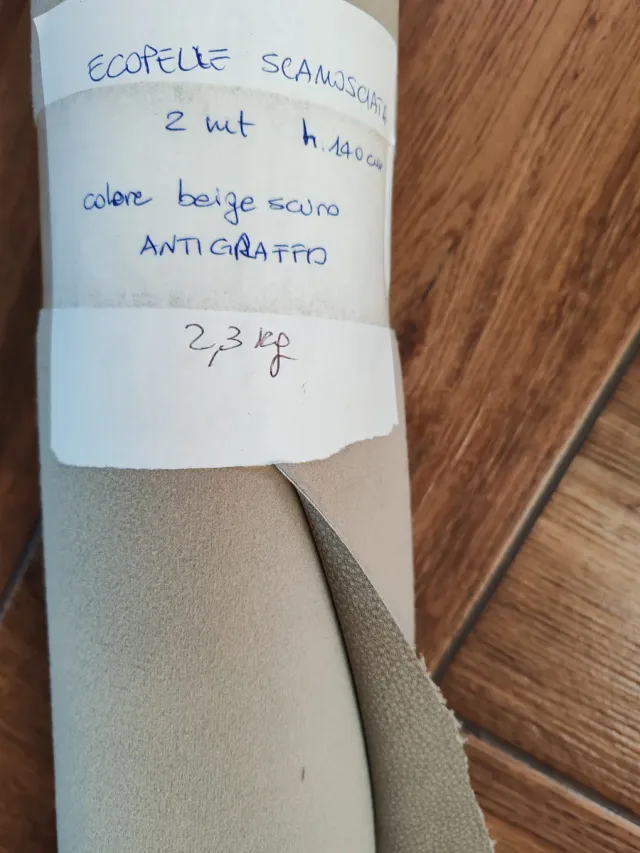 ECOPELLE SCAMOSCIATA
2 mt h. 140 cm
colore beige scuro
ANTIGRAFFIO
2,3 kg